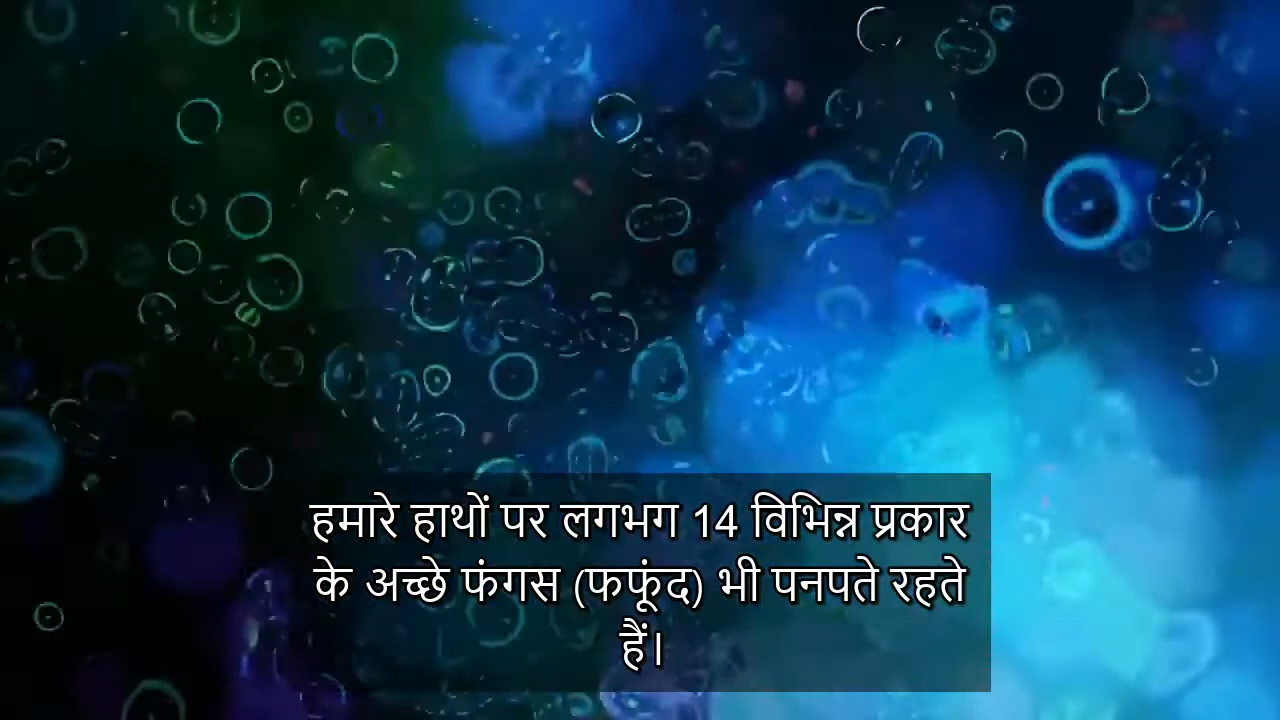 हमारे हाथों पर लगभग 14 विभिन्न प्रकार
के अच्छे फंगस (फफूंद) भी पनपते रहते
हैं।